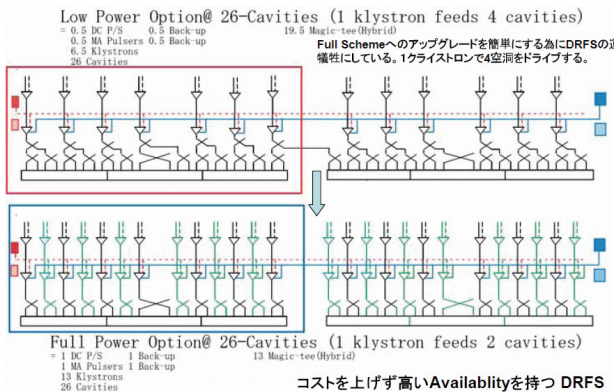 Low Power Option@ 26-Cavities (1 klystron feeds 4 cavities)
= 0.5 DC P/S 0.5 Back-up 19.5 Magic-tee(Hybrid)
0.5 MA Pulsers 0.5 Back-up
6.5 Klystrons
26 Cavities
Full Schemeへのアップグレードを簡単にする為にDRFSの
犠牲にしている。1クライストロンで4空洞をドライブする。
Full Power Option@ 26-Cavities (1 klystron feeds 2 cavities)
= 1 DC P/S 1 Back-up 13 Magic-tee(Hybrid)
1 MA Pulsers 1 Back-up
13 Klystrons
26 Cavities
コストを上げず高いAvailablityを持つ DRFS